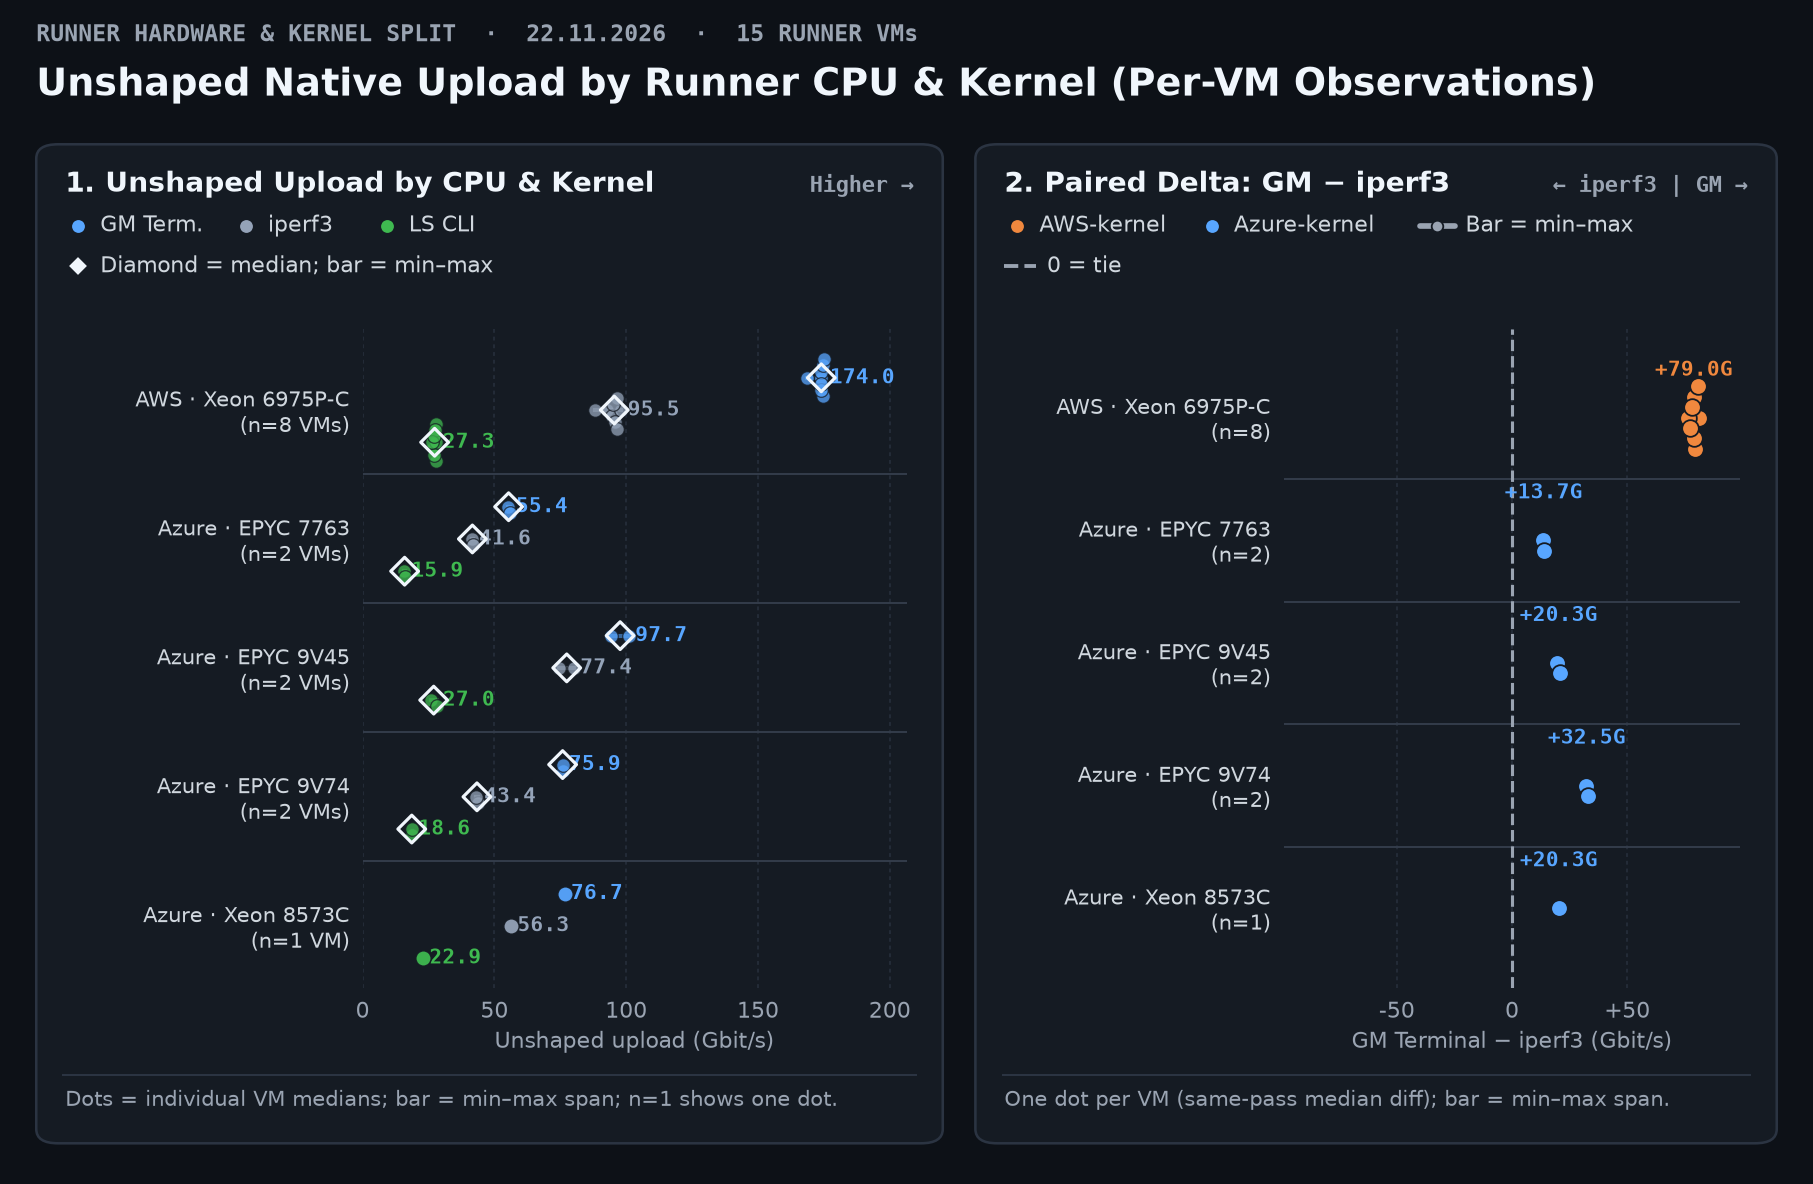 RUNNER HARDWARE & KERNEL SPLIT · 22.11.2026 · 15 RUNNER VMs
Unshaped Native Upload by Runner CPU & Kernel (Per-VM Observations)
1. Unshaped Upload by CPU & Kernel
Higher →
GM Term.
iperf3
LS CLI
Diamond = median; bar = min–max
AWS · Xeon 6975P-C
(n=8 VMs)
174.0
95.5
27.3
Azure · EPYC 7763
(n=2 VMs)
55.4
41.6
15.9
Azure · EPYC 9V45
(n=2 VMs)
97.7
77.4
27.0
Azure · EPYC 9V74
(n=2 VMs)
75.9
43.4
18.6
Azure · Xeon 8573C
(n=1 VM)
76.7
56.3
22.9
0
50
100
150
200
Unshaped upload (Gbit/s)
Dots = individual VM medians; bar = min–max span; n=1 shows one dot.
2. Paired Delta: GM − iperf3
← iperf3 | GM →
AWS-kernel
Azure-kernel
Bar = min–max
0 = tie
AWS · Xeon 6975P-C
(n=8)
+79.0G
Azure · EPYC 7763
(n=2)
+13.7G
Azure · EPYC 9V45
(n=2)
+20.3G
Azure · EPYC 9V74
(n=2)
+32.5G
Azure · Xeon 8573C
(n=1)
+20.3G
-50
0
+50
GM Terminal − iperf3 (Gbit/s)
One dot per VM (same-pass median diff); bar = min–max span.